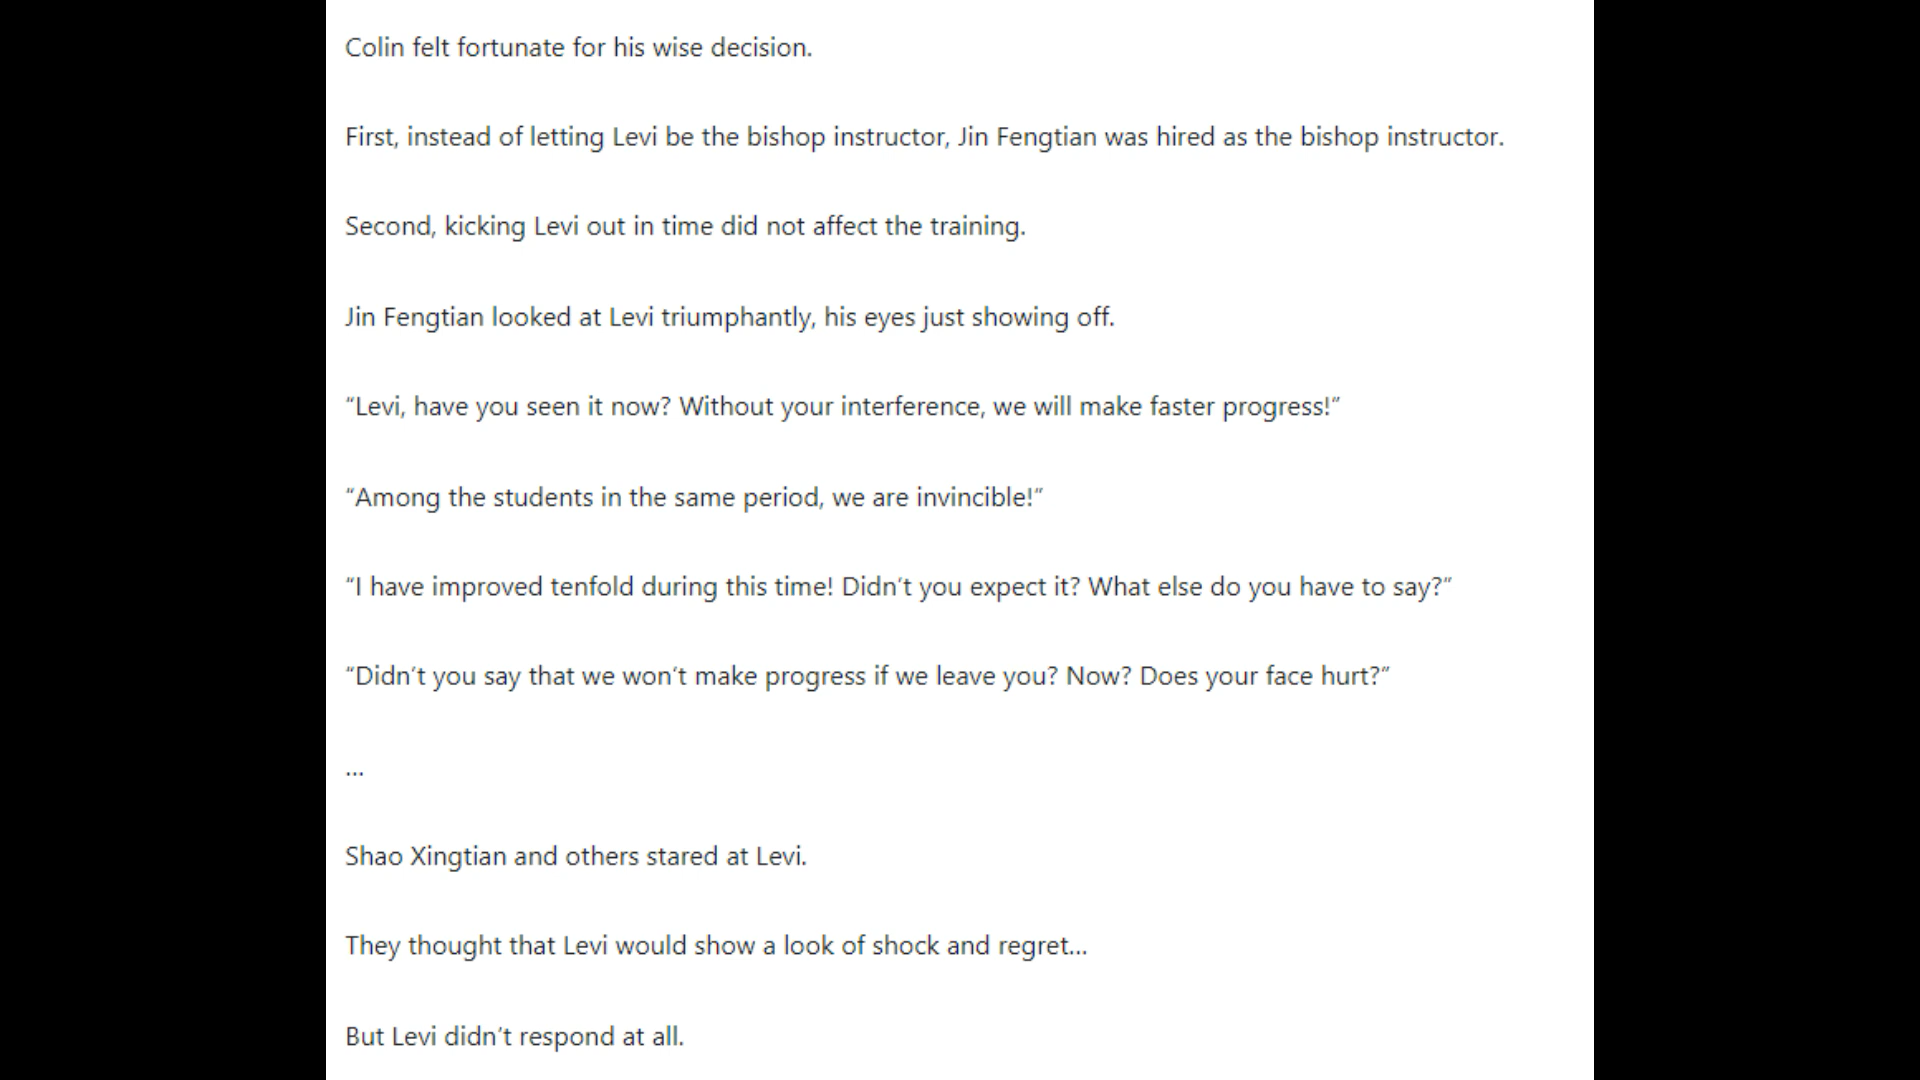 Colin felt fortunate for his wise decision.
First, instead of letting Levi be the bishop instructor, Jin Fengtian was hired as the bishop instructor.
Second, kicking Levi out in time did not affect the training.
Jin Fengtian looked at Levi triumphantly, his eyes just showing off.
“Levi, have you seen it now? Without your interference, we will make faster progress!”
“Among the students in the same period, we are invincible!”
“I have improved tenfold during this time! Didn’t you expect it? What else do you have to say?”
“Didn’t you say that we won’t make progress if we leave you? Now? Does your face hurt?”
...
Shao Xingtian and others stared at Levi.
They thought that Levi would show a look of shock and regret...
But Levi didn’t respond at all.